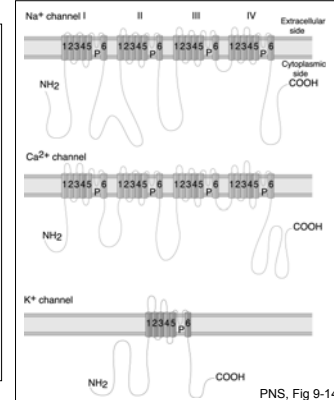 Na+ channel I II III IV
Extracellular
side
12345 P 6 12345 P 6 12345 P 6 12345 P 6
Cytoplasmic
side
NH2
COOH
Ca2+ channel
12345 P 6 12345 P 6 12345 P 6 12345 P 6
COOH
NH2
K+ channel
12345 P 6
COOH
NH2
PNS, Fig 9-14